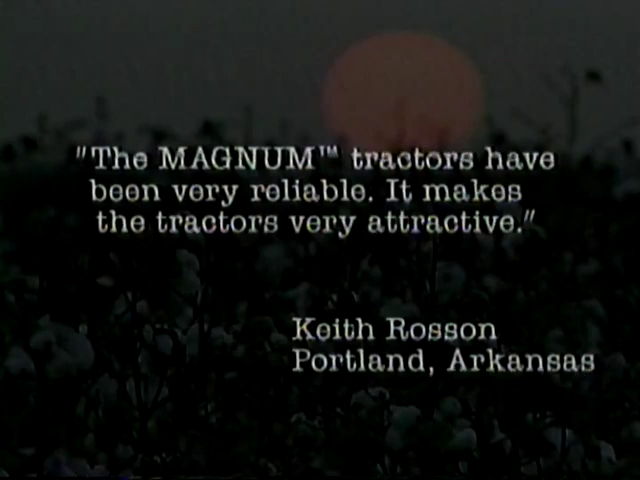 "The MAGNUM™ tractors have
been very reliable. It makes
the tractors very attractive."
Keith Rosson
Portland, Arkansas